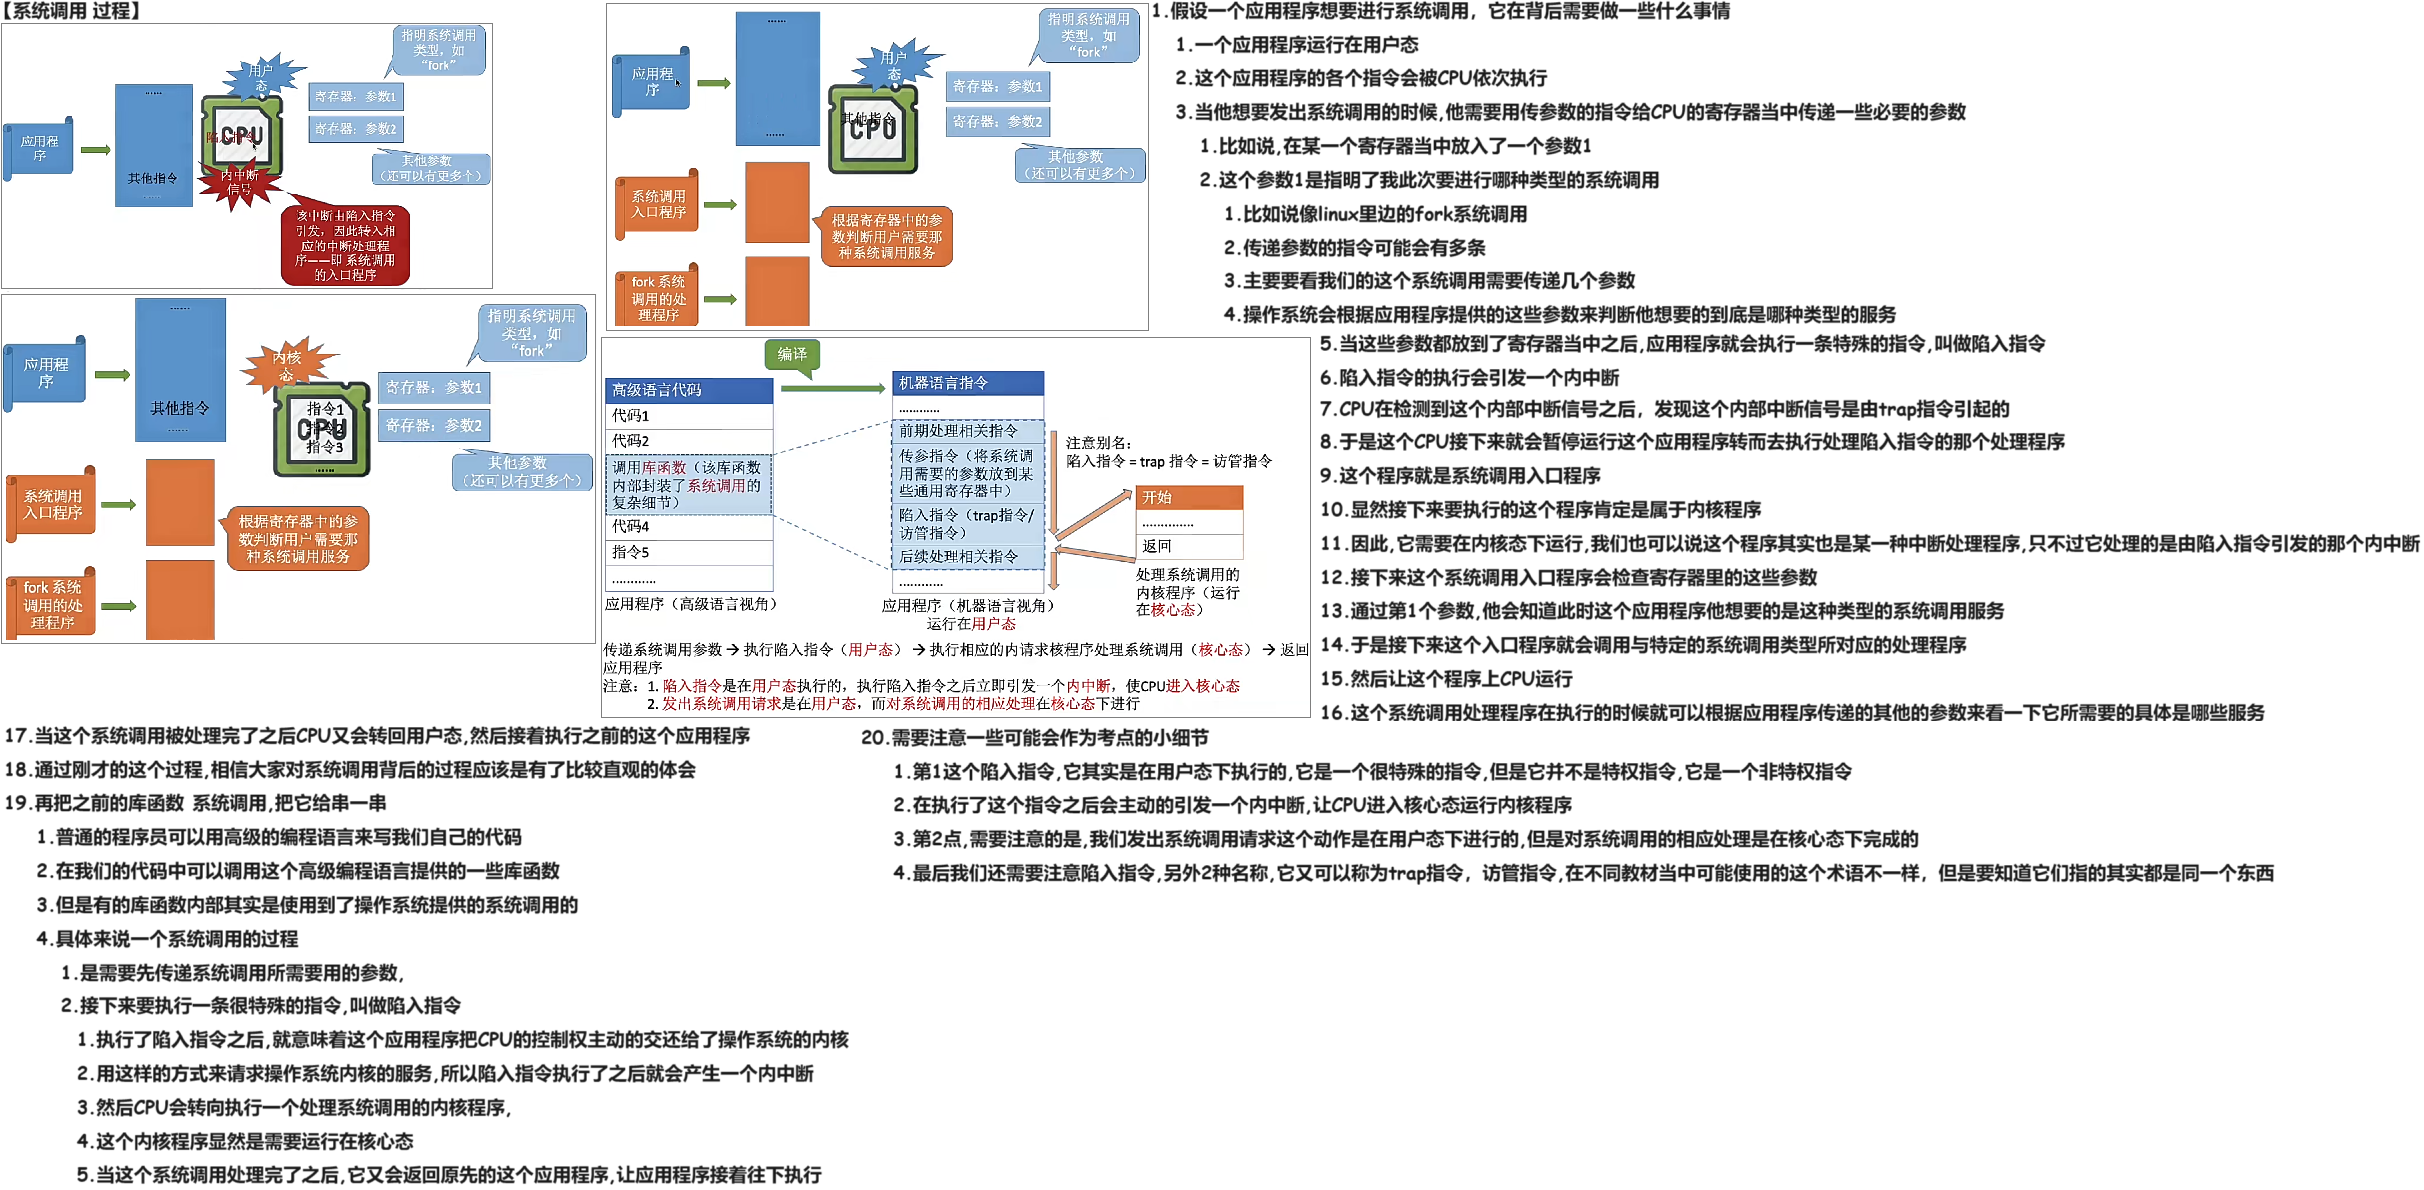 【系统调用 过程】
指明系统调用
类型，如
“fork”
用户
态
寄存器：参数1
寄存器：参数2
其他参数
（还可以有更多个）
应用程
序
......
其他指令
......
CPU
陷入指令
内中断
信号
该中断由陷入指令
引发，因此转入相
应的中断处理程
序——即 系统调用
的入口程序
指明系统调用
类型，如
“fork”
用户
态
应用程
序
......
......
其他指令
CPU
寄存器：参数1
寄存器：参数2
其他参数
（还可以有更多个）
系统调用
入口程序
根据寄存器中的参
数判断用户需要那
种系统调用服务
fork 系统
调用的处
理程序
指明系统调用
类型，如
“fork”
内核
态
应用程
序
......
其他指令
......
指令1
CPU
指令2
指令3
......
寄存器：参数1
寄存器：参数2
其他参数
（还可以有更多个）
系统调用
入口程序
根据寄存器中的参
数判断用户需要那
种系统调用服务
fork 系统
调用的处
理程序
编译
高级语言代码
代码1
代码2
调用库函数（该库函数
内部封装了系统调用的
复杂细节）
代码4
指令5
............
应用程序（高级语言视角）
机器语言指令
............
前期处理相关指令
传参指令（将系统调
用需要的参数放到某
些通用寄存器中）
陷入指令（trap指令/
访管指令）
后续处理相关指令
............
应用程序（机器语言视角）
运行在用户态
注意别名：
陷入指令 = trap 指令 = 访管指令
开始
..............
返回
处理系统调用的
内核程序（运行
在核心态）
传递系统调用参数 → 执行陷入指令（用户态） → 执行相应的内请求核程序处理系统调用（核心态） → 返回
应用程序
注意：1. 陷入指令是在用户态执行的，执行陷入指令之后立即引发一个内中断，使CPU进入核心态
2. 发出系统调用请求是在用户态，而对系统调用的相应处理在核心态下进行
1.假设一个应用程序想要进行系统调用，它在背后需要做一些什么事情
1.一个应用程序运行在用户态
2.这个应用程序的各个指令会被CPU依次执行
3.当他想要发出系统调用的时候,他需要用传参数的指令给CPU的寄存器当中传递一些必要的参数
1.比如说,在某一个寄存器当中放入了一个参数1
2.这个参数1是指明了我此次要进行哪种类型的系统调用
1.比如说像linux里边的fork系统调用
2.传递参数的指令可能会有多条
3.主要要看我们的这个系统调用需要传递几个参数
4.操作系统会根据应用程序提供的这些参数来判断他想要的到底是哪种类型的服务
5.当这些参数都放到了寄存器当中之后,应用程序就会执行一条特殊的指令,叫做陷入指令
6.陷入指令的执行会引发一个内中断
7.CPU在检测到这个内部中断信号之后，发现这个内部中断信号是由trap指令引起的
8.于是这个CPU接下来就会暂停运行这个应用程序转而去执行处理陷入指令的那个处理程序
9.这个程序就是系统调用入口程序
10.显然接下来要执行的这个程序肯定是属于内核程序
11.因此,它需要在内核态下运行,我们也可以说这个程序其实也是某一种中断处理程序,只不过它处理的是由陷入指令引发的那个内中断
12.接下来这个系统调用入口程序会检查寄存器里的这些参数
13.通过第1个参数,他会知道此时这个应用程序他想要的是这种类型的系统调用服务
14.于是接下来这个入口程序就会调用与特定的系统调用类型所对应的处理程序
15.然后让这个程序上CPU运行
16.这个系统调用处理程序在执行的时候就可以根据应用程序传递的其他的参数来看一下它所需要的具体是哪些服务
17.当这个系统调用被处理完了之后CPU又会转回用户态,然后接着执行之前的这个应用程序
18.通过刚才的这个过程,相信大家对系统调用背后的过程应该是有了比较直观的体会
19.再把之前的库函数 系统调用,把它给串一串
1.普通的程序员可以用高级的编程语言来写我们自己的代码
2.在我们的代码中可以调用这个高级编程语言提供的一些库函数
3.但是有的库函数内部其实是使用到了操作系统提供的系统调用的
4.具体来说一个系统调用的过程
1.是需要先传递系统调用所需要用的参数,
2.接下来要执行一条很特殊的指令,叫做陷入指令
1.执行了陷入指令之后,就意味着这个应用程序把CPU的控制权主动的交还给了操作系统的内核
2.用这样的方式来请求操作系统内核的服务,所以陷入指令执行了之后就会产生一个内中断
3.然后CPU会转向执行一个处理系统调用的内核程序,
4.这个内核程序显然是需要运行在核心态
5.当这个系统调用处理完了之后,它又会返回原先的这个应用程序,让应用程序接着往下执行
20.需要注意一些可能会作为考点的小细节
1.第1这个陷入指令,它其实是在用户态下执行的,它是一个很特殊的指令,但是它并不是特权指令,它是一个非特权指令
2.在执行了这个指令之后会主动的引发一个内中断,让CPU进入核心态运行内核程序
3.第2点,需要注意的是,我们发出系统调用请求这个动作是在用户态下进行的,但是对系统调用的相应处理是在核心态下完成的
4.最后我们还需要注意陷入指令,另外2种名称,它又可以称为trap指令，访管指令,在不同教材当中可能使用的这个术语不一样，但是要知道它们指的其实都是同一个东西